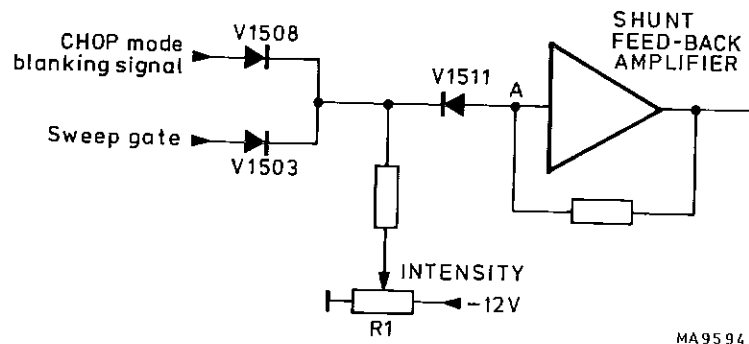 SHUNT
FEED-BACK
AMPLIFIER
CHOP mode
blanking signal
V1508
V1511
A
Sweep gate
V1503
INTENSITY
-12V
R1
MA9594